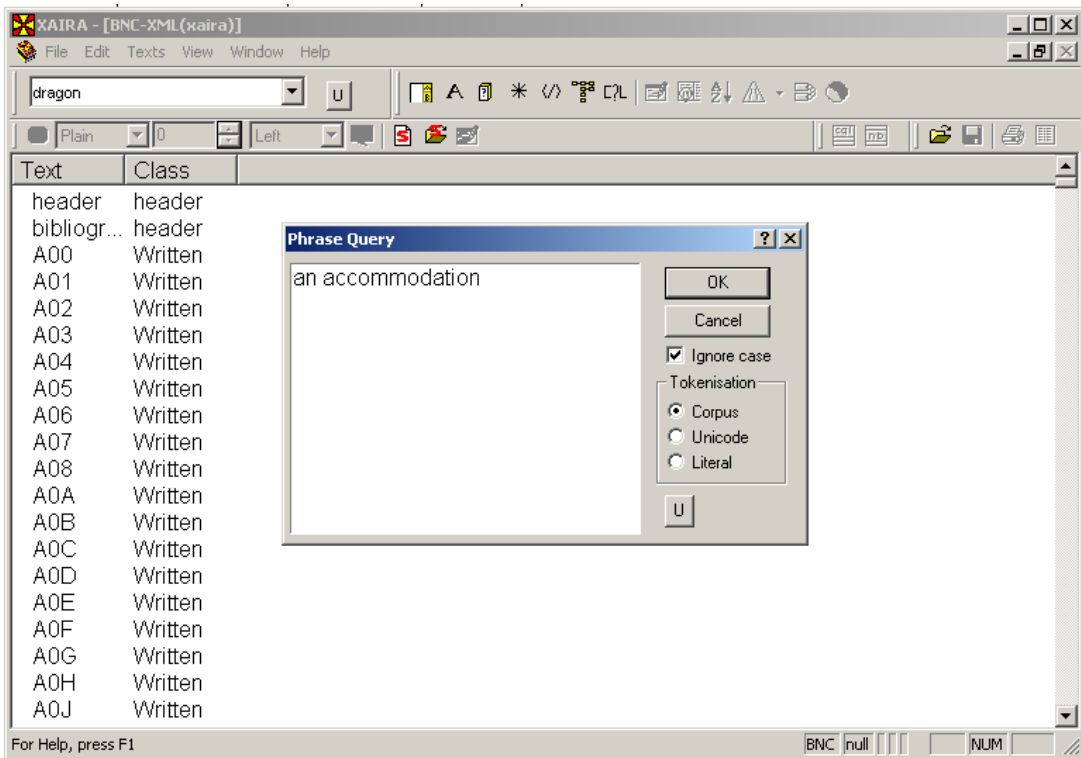 XAIRA - [BNC-XML(xaira)]
File Edit Texts View Window Help
dragon U
Plain 0 Left
Text Class
header header
bibliogr... header
A00 Written
A01 Written
A02 Written
A03 Written
A04 Written
A05 Written
A06 Written
A07 Written
A08 Written
A0A Written
A0B Written
A0C Written
A0D Written
A0E Written
A0F Written
A0G Written
A0H Written
A0J Written
Phrase Query
an accommodation
OK
Cancel
Ignore case
Tokenisation
Corpus
Unicode
Literal
U
For Help, press F1 BNC null NUM